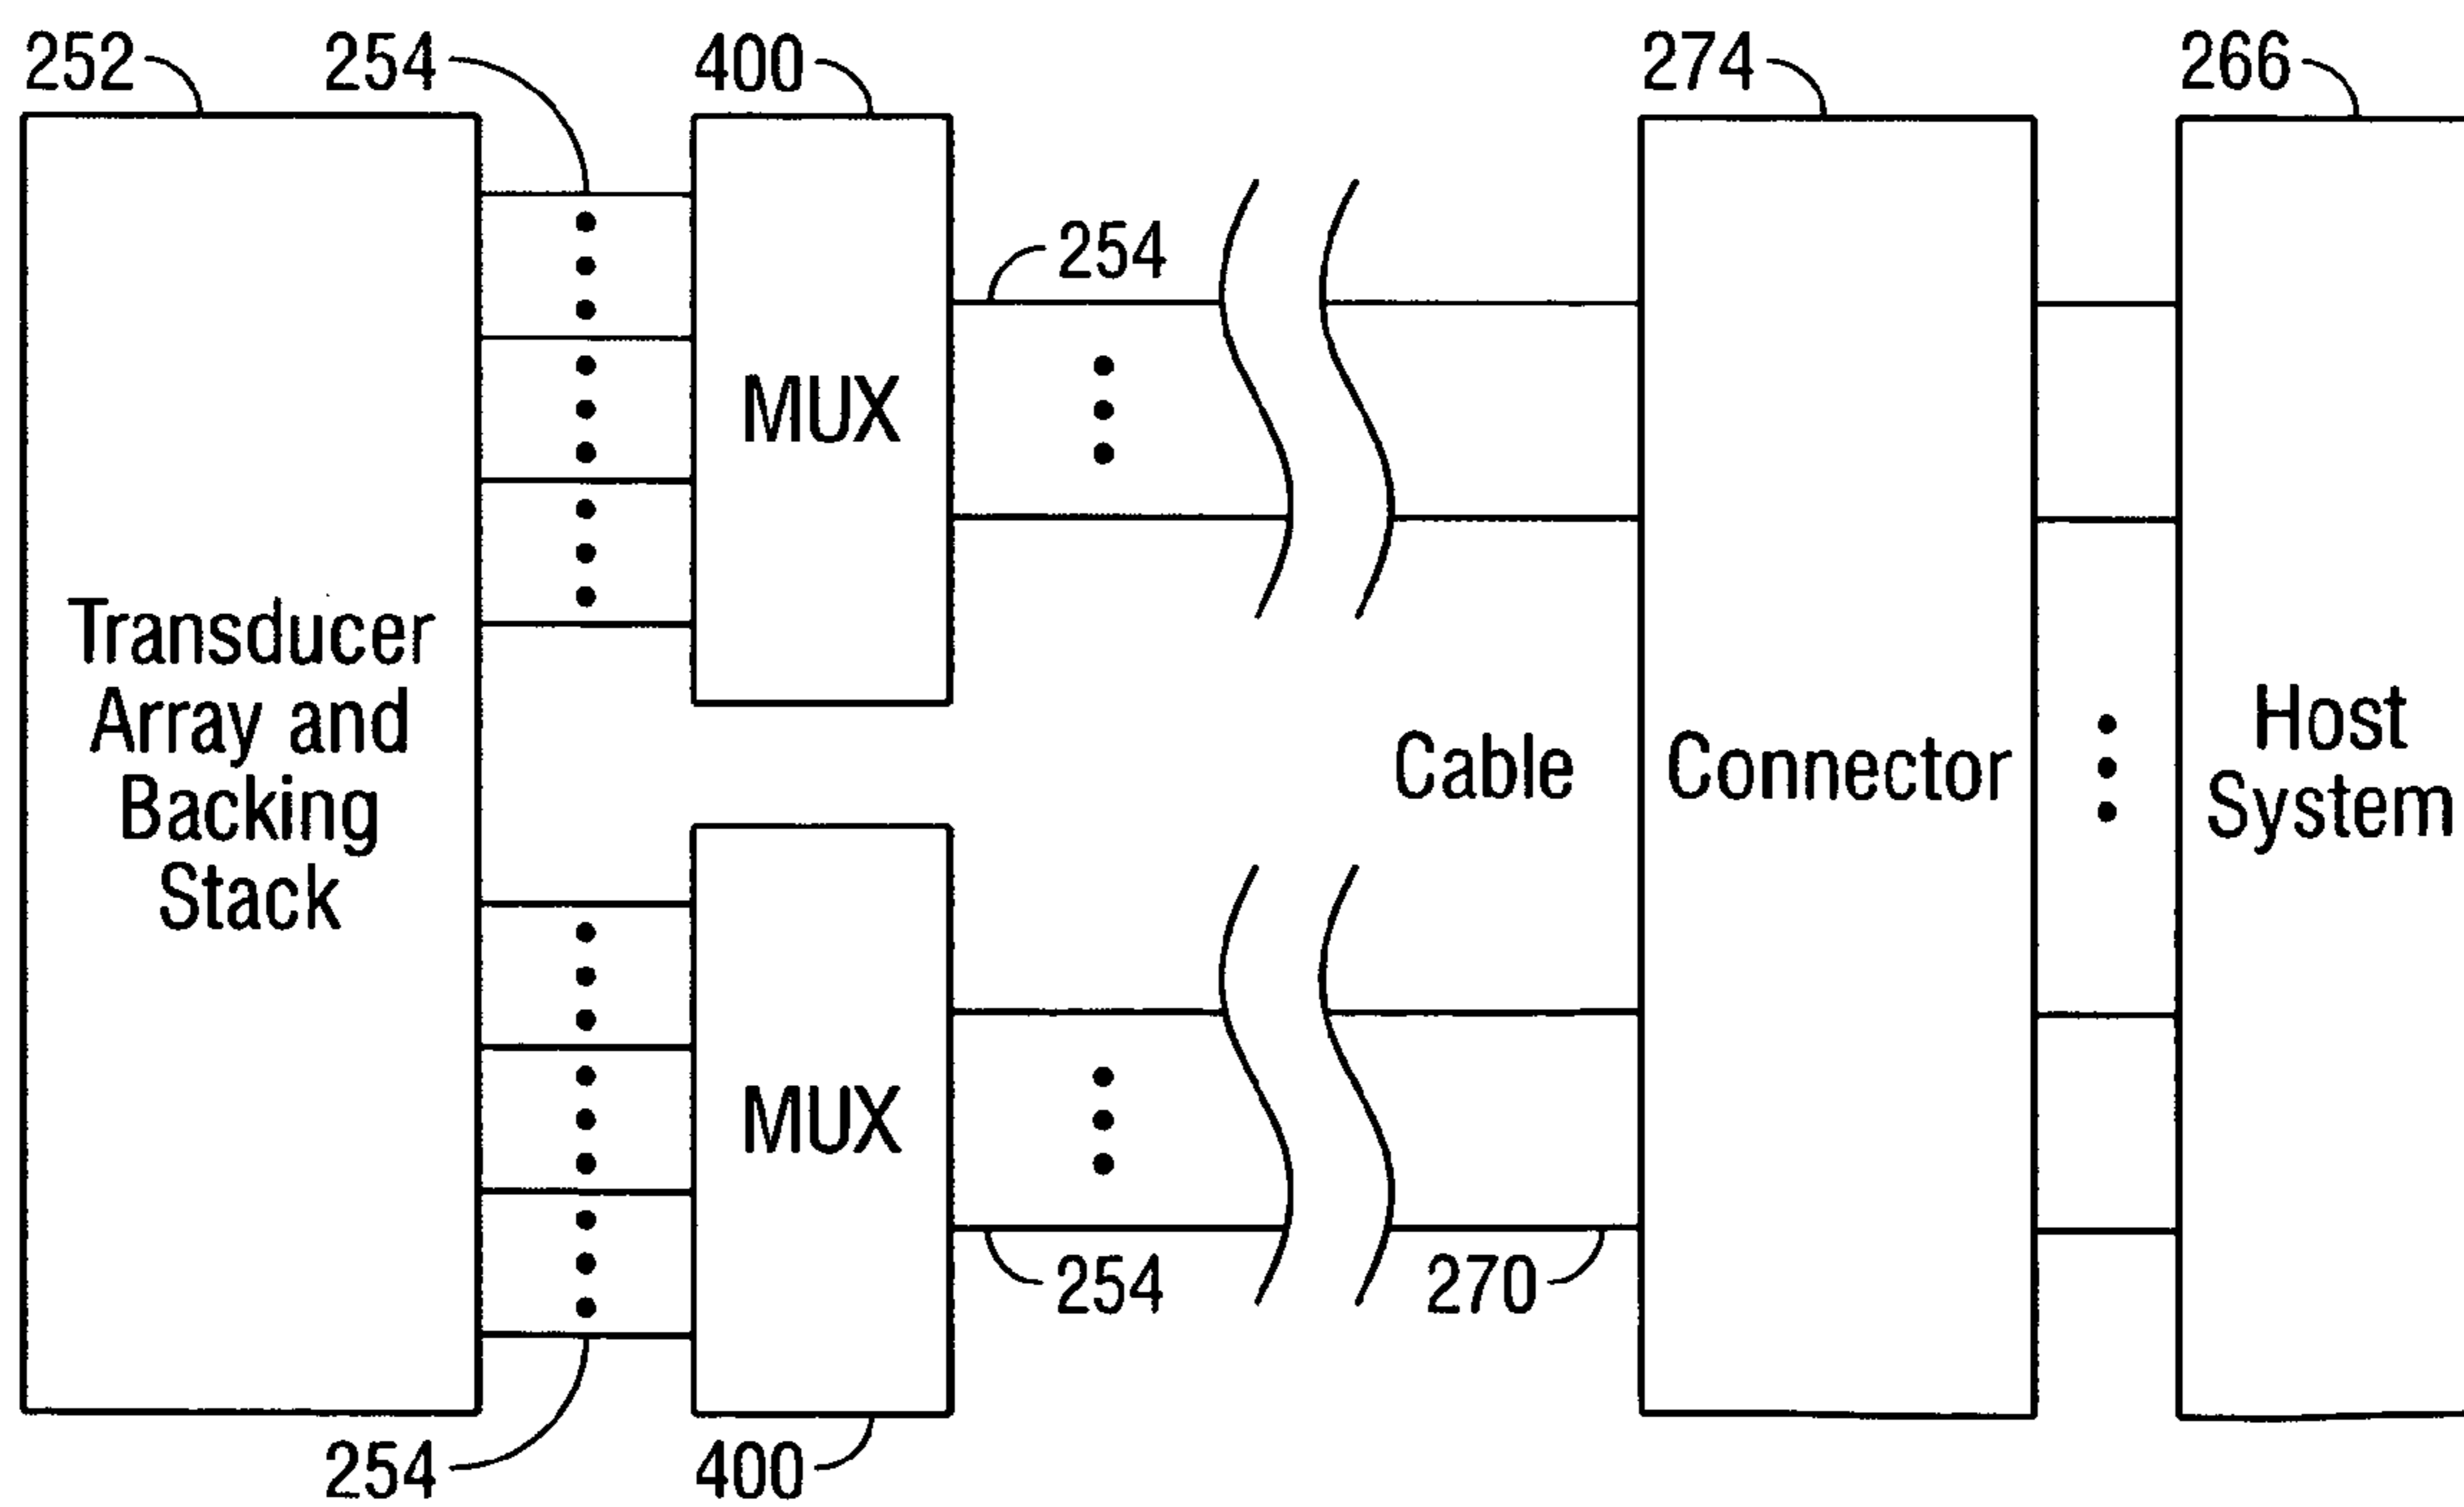 252
254
400
274
266
254
MUX
Transducer
Array and
Backing
Stack
Cable
Connector
Host
System
MUX
254
270
254
400